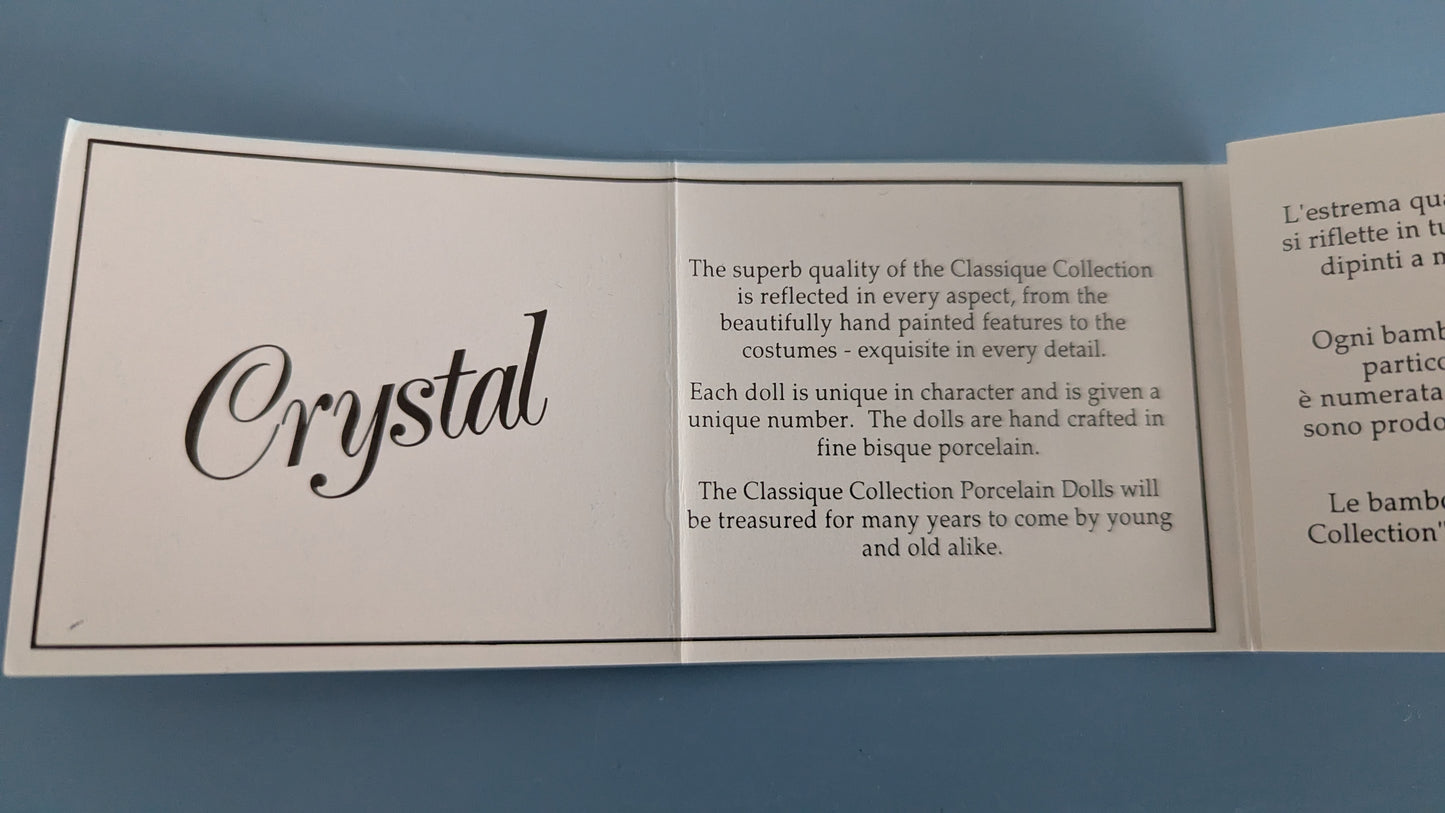 Crystal
The superb quality of the Classique Collection
is reflected in every aspect, from the
beautifully hand painted features to the
costumes - exquisite in every detail.
Each doll is unique in character and is given a
unique number. The dolls are hand crafted in
fine bisque porcelain.
The Classique Collection Porcelain Dolls will
be treasured for many years to come by young
and old alike.
L'estrema
si riflette in
dipinti a
Ogni
è numerata
sono
Le
Collection"